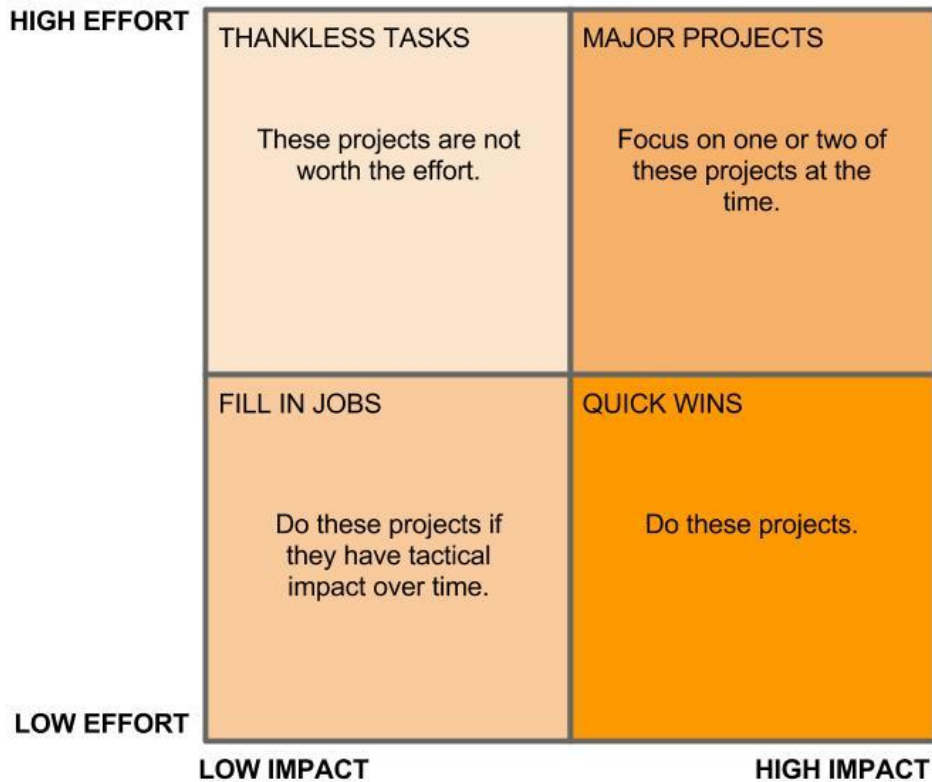 HIGH EFFORT
THANKLESS TASKS
MAJOR PROJECTS
These projects are not
worth the effort.
Focus on one or two of
these projects at the
time.
FILL IN JOBS
QUICK WINS
Do these projects if
they have tactical
impact over time.
Do these projects.
LOW EFFORT
LOW IMPACT
HIGH IMPACT